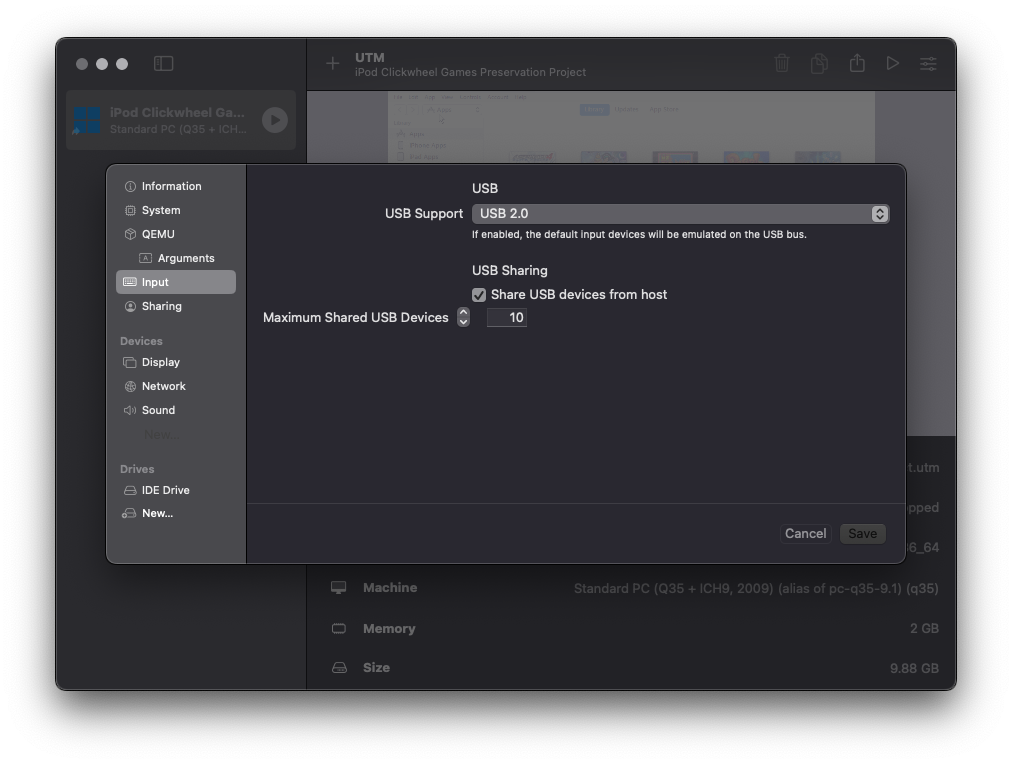 UTM
iPod Clickwheel Games Preservation Project
iPod Clickwheel Ga...
Standard PC (Q35 + ICH...
Information
System
QEMU
Arguments
Input
Sharing
Devices
Display
Network
Sound
New...
Drives
IDE Drive
New...
USB
USB Support USB 2.0
If enabled, the default input devices will be emulated on the USB bus.
USB Sharing
Share USB devices from host
Maximum Shared USB Devices 10
Cancel Save
t.utm
pped
86_64
Machine Standard PC (Q35 + ICH9, 2009) (alias of pc-q35-9.1) (q35)
Memory 2 GB
Size 9.88 GB